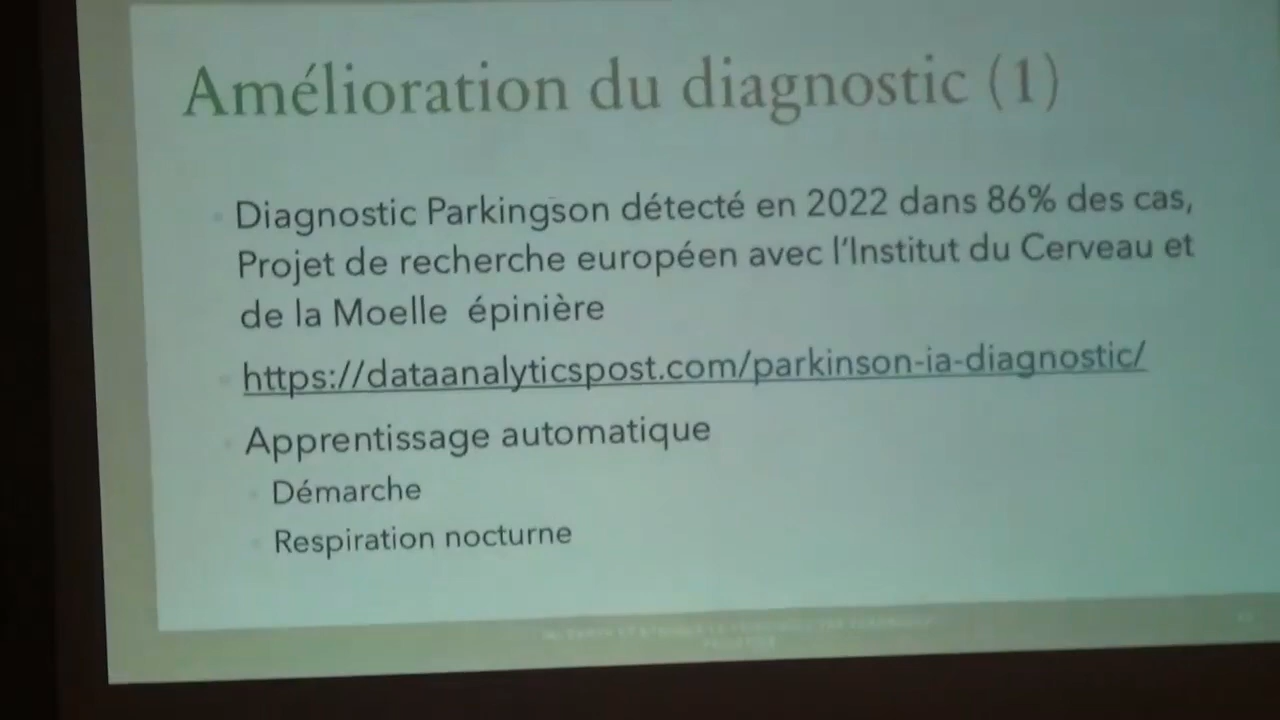 Amélioration du diagnostic (1)
Diagnostic Parkingson détecté en 2022 dans 86% des cas,
Projet de recherche européen avec l'Institut du Cerveau et
de la Moelle épinière
https://dataanalyticspost.com/parkinson-ia-diagnostic/
Apprentissage automatique
Démarche
Respiration nocturne